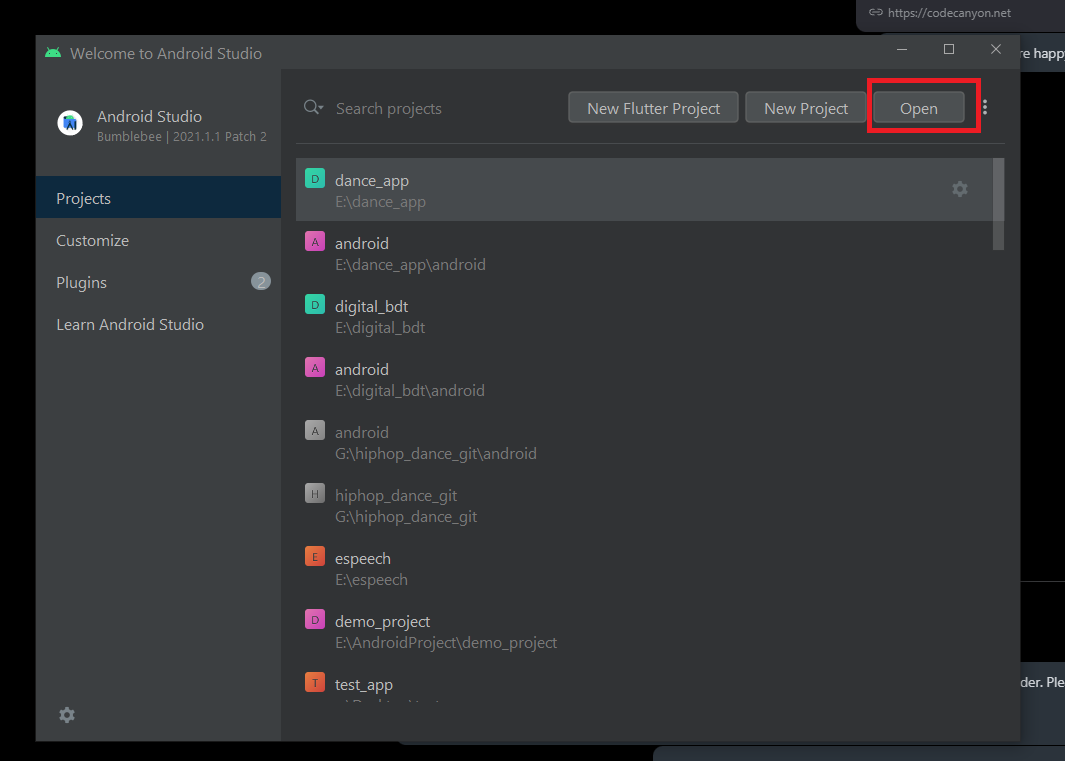 https://codecanyon.net
Welcome to Android Studio
re happy
Android Studio
Bumblebee | 2021.1.1 Patch 2
Search projects
New Flutter Project
New Project
Open
Projects
Customize
Plugins
2
Learn Android Studio
D
dance_app
E:\dance_app
A
android
E:\dance_app\android
D
digital_bdt
E:\digital_bdt
A
android
E:\digital_bdt\android
A
android
G:\hiphop_dance_git\android
H
hiphop_dance_git
G:\hiphop_dance_git
E
espeech
E:\espeech
D
demo_project
E:\AndroidProject\demo_project
T
test_app
der. Ple